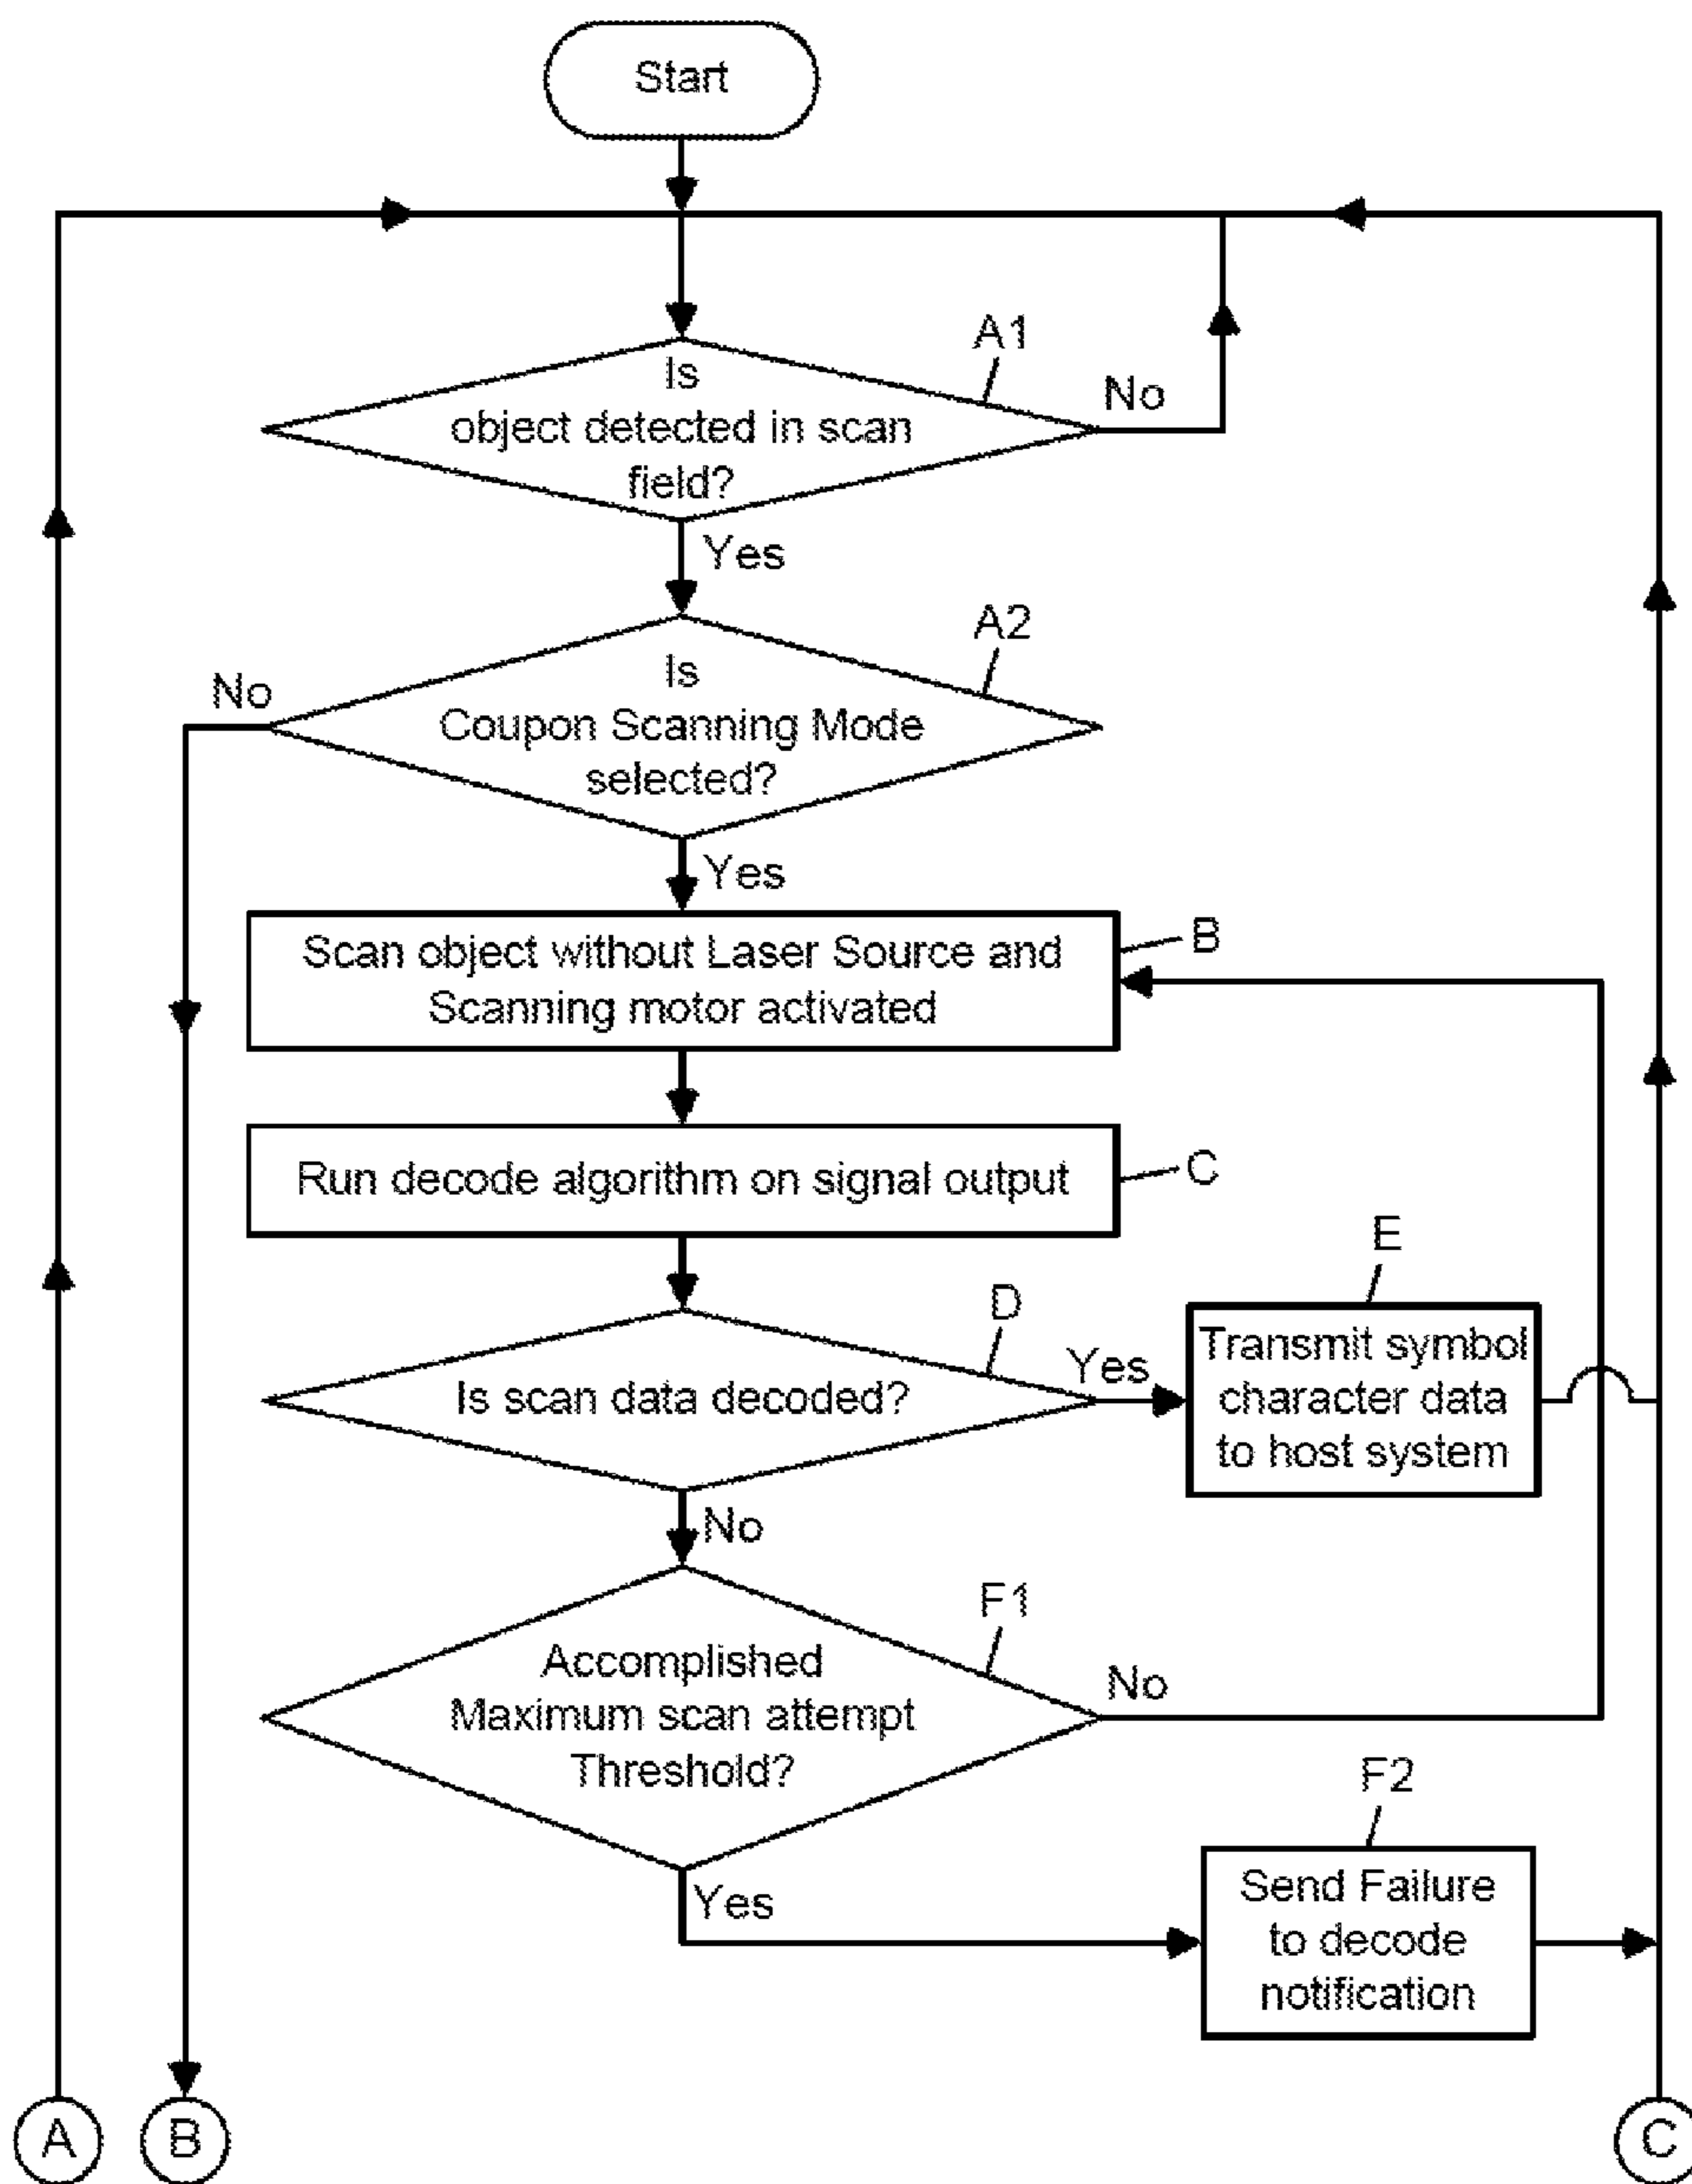 Start
A1
Is
object detected in scan
field?
No
Yes
A2
Is
Coupon Scanning Mode
selected?
No
Yes
Scan object without Laser Source and
Scanning motor activated
B
Run decode algorithm on signal output
C
D
Is scan data decoded?
Yes
E
Transmit symbol
character data
to host system
No
F1
Accomplished
Maximum scan attempt
Threshold?
No
Yes
F2
Send Failure
to decode
notification
A
B
C